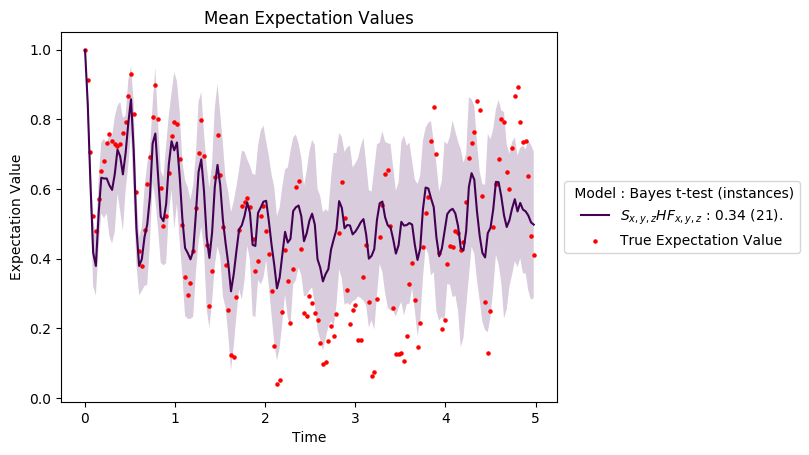 Mean Expectation Values
1.0
0.8
0.6
0.4
0.2
0.0
Expectation Value
0 1 2 3 4 5
Time
Model : Bayes t-test (instances)
$S_{x,y,z}HF_{x,y,z}$ : 0.34 (21).
True Expectation Value